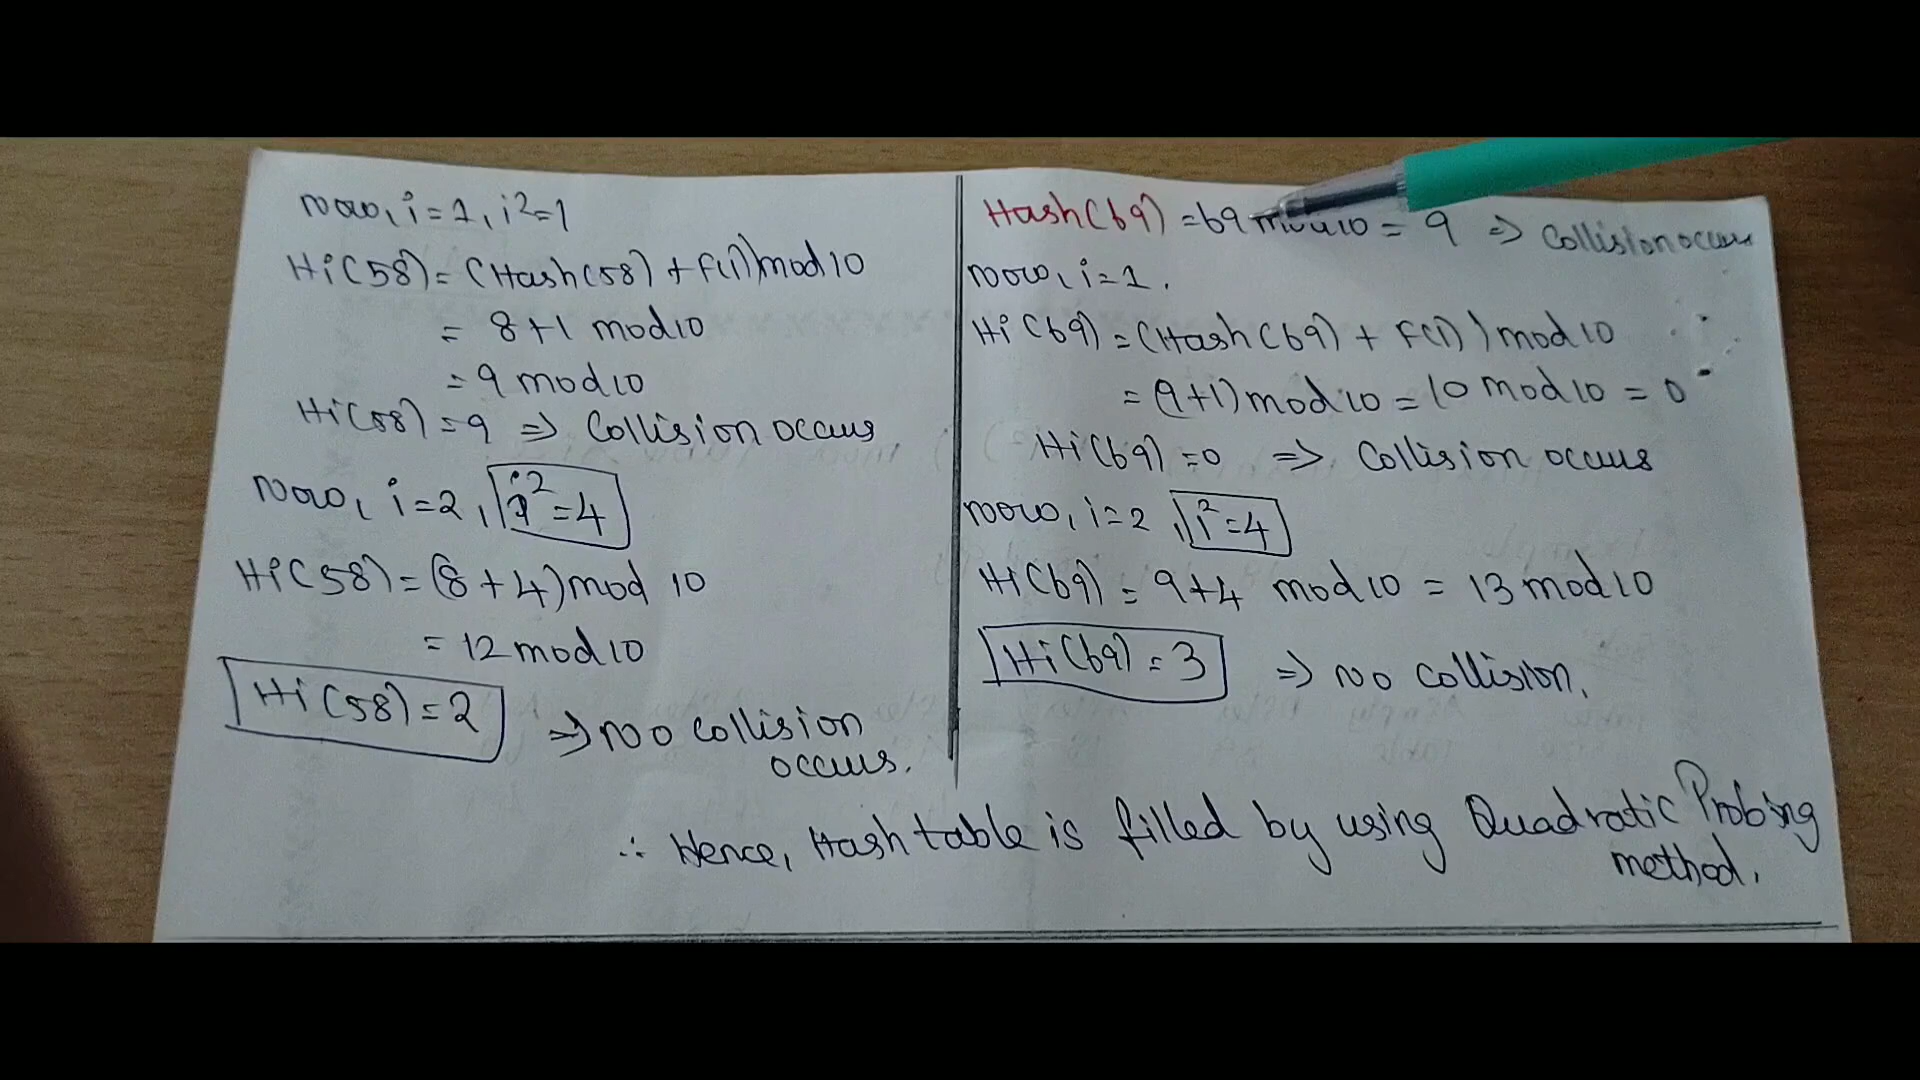 now, i=1, i²=1
Hi(58) = (Hash(58) + F(1)) mod 10
= 8+1 mod 10
= 9 mod 10
Hi(58) = 9 => Collision occurs
now, i=2, i²=4
Hi(58) = (8+4) mod 10
= 12 mod 10
Hi(58) = 2 => no collision
occurs.
Hash(69) = 69 mod 10 = 9 => Collision occurs
now, i=1.
Hi(69) = (Hash(69) + F(1)) mod 10
= (9+1) mod 10 = 10 mod 10 = 0
Hi(69) = 0 => Collision occurs
now, i=2, i²=4
Hi(69) = 9+4 mod 10 = 13 mod 10
Hi(69) = 3 => no collision.
∴ Hence, Hash table is filled by using Quadratic Probing
method.